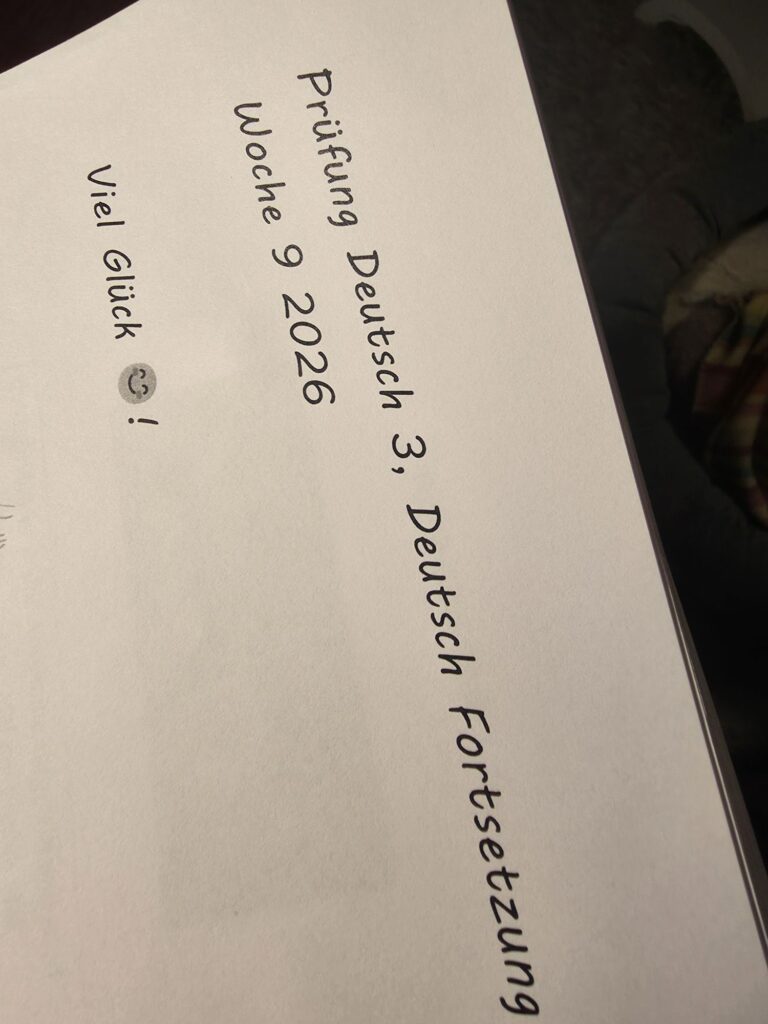 Prüfung Deutsch 3, Deutsch Fortsetzung
Woche 9 2026
Viel Glück 😊!